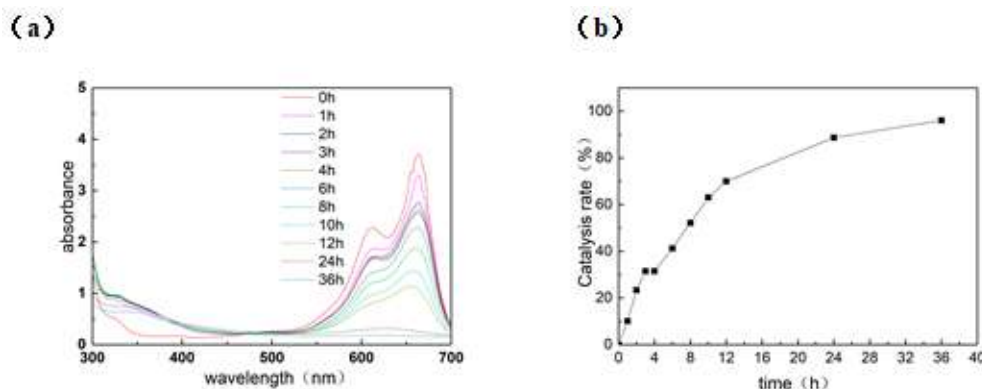 (a)
5
4
3
2
1
0
absorbance
300
400
500
600
700
wavelength（nm）
0h
1h
2h
3h
4h
6h
8h
10h
12h
24h
36h
(b)
100
80
60
40
20
0
Catalysis rate（%）
0 4 8 12 16 20 24 28 32 36 40
time（h）